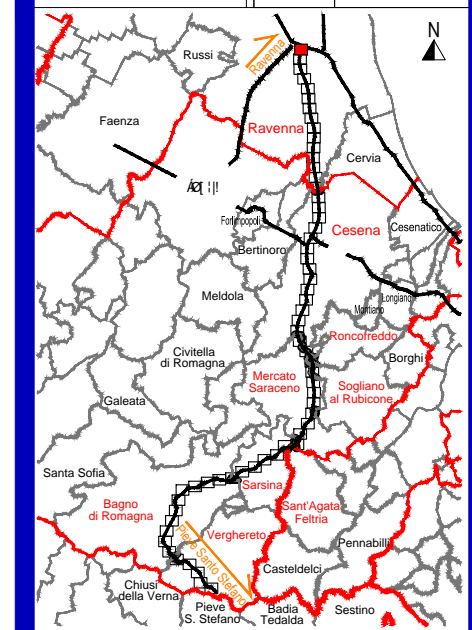 N
Russi
Ravenna
Faenza
Ravenna
Cervia
Forlimpopoli
Cesena
Cesenatico
Bertinoro
Meldola
Longiano
Montiano
Roncofreddo
Civitella
di Romagna
Borghi
Mercato
Saraceno
Sogliano
al Rubicone
Galeata
Santa Sofia
Sarsina
Bagno
di Romagna
Sant'Agata
Feltria
Verghereto
Pieve Santo Stefano
Pennabilli
Casteldelci
Chiusi
della Verna
Pieve
S. Stefano
Badia
Tedalda
Sestino